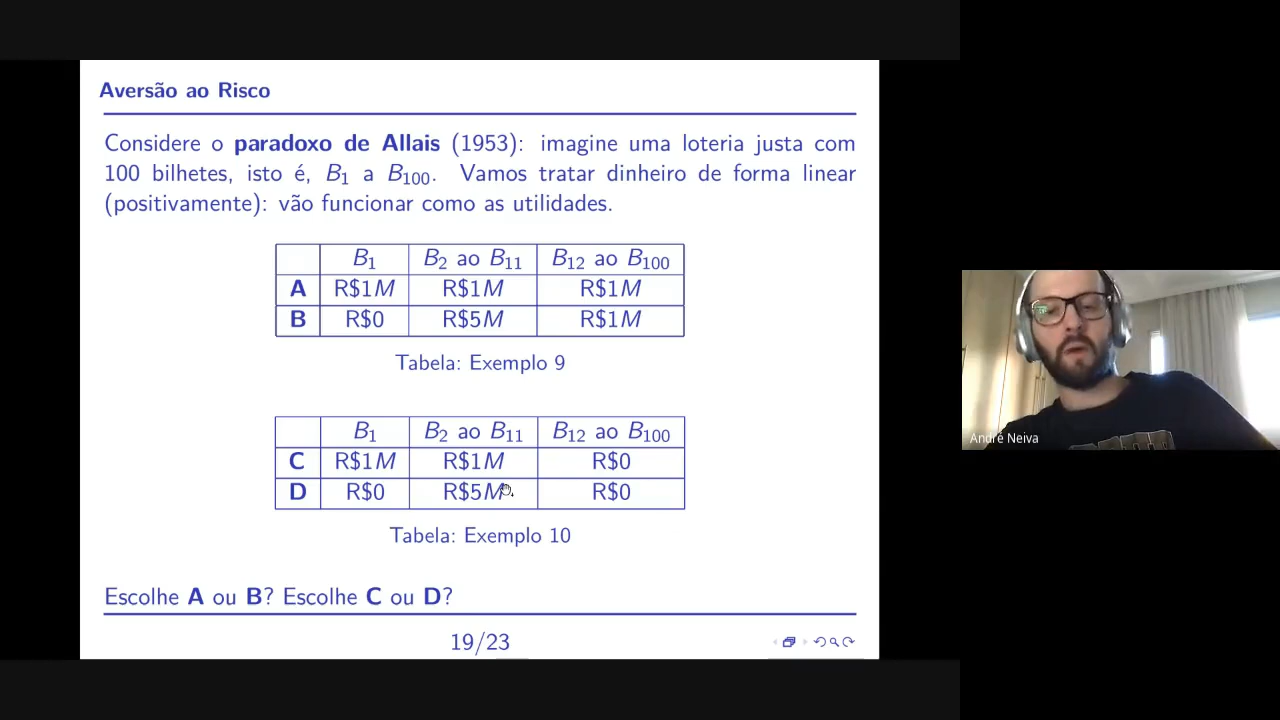 Aversão ao Risco
Considere o paradoxo de Allais (1953): imagine uma loteria justa com
100 bilhetes, isto é, B1 a B100. Vamos tratar dinheiro de forma linear
(positivamente): vão funcionar como as utilidades.
B1 B2 ao B11 B12 ao B100
A R$1M R$1M R$1M
B R$0 R$5M R$1M
Tabela: Exemplo 9
B1 B2 ao B11 B12 ao B100
C R$1M R$1M R$0
D R$0 R$5M R$0
Tabela: Exemplo 10
Escolhe A ou B? Escolhe C ou D?
19/23
André Neiva